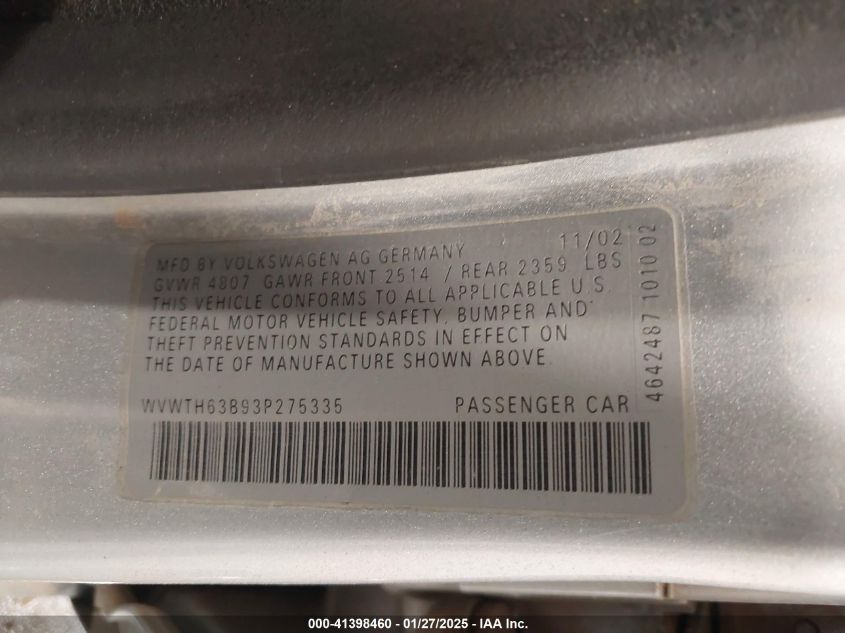 MFD BY VOLKSWAGEN AG GERMANY 11/02
GVWR 4807 GAWR FRONT 2514 / REAR 2359 LBS
THIS VEHICLE CONFORMS TO ALL APPLICABLE U.S.
FEDERAL MOTOR VEHICLE SAFETY, BUMPER AND
THEFT PREVENTION STANDARDS IN EFFECT ON
THE DATE OF MANUFACTURE SHOWN ABOVE.
WVWTH63B93P275335 PASSENGER CAR
4642487 1010 02
000-41398460 - 01/27/2025 - IAA Inc.